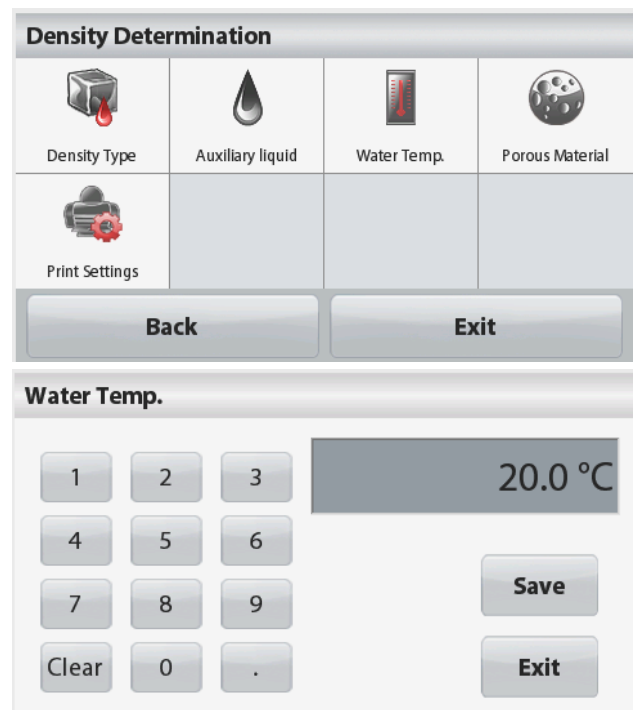 Density Determination
Density Type
Auxiliary liquid
Water Temp.
Porous Material
Print Settings
Back
Exit
Water Temp.
20.0 °C
1 2 3
4 5 6
7 8 9
Clear 0 .
Save
Exit